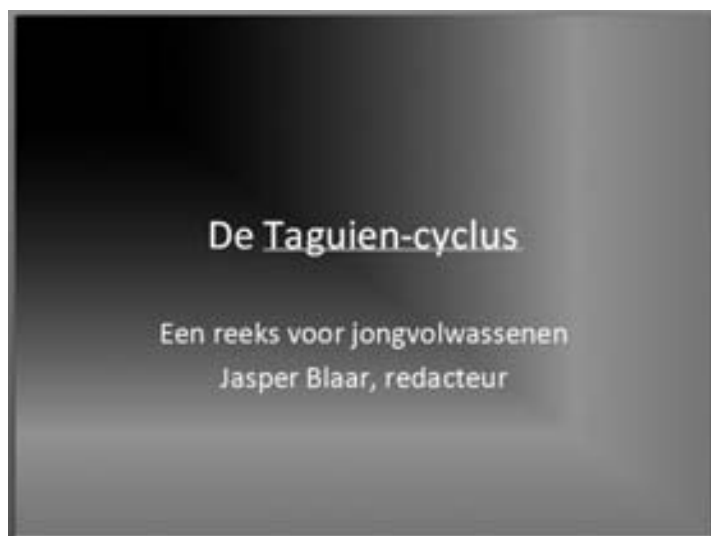 De Taguien-cyclus
Een reeks voor jongvolwassenen
Jasper Blaar, redacteur